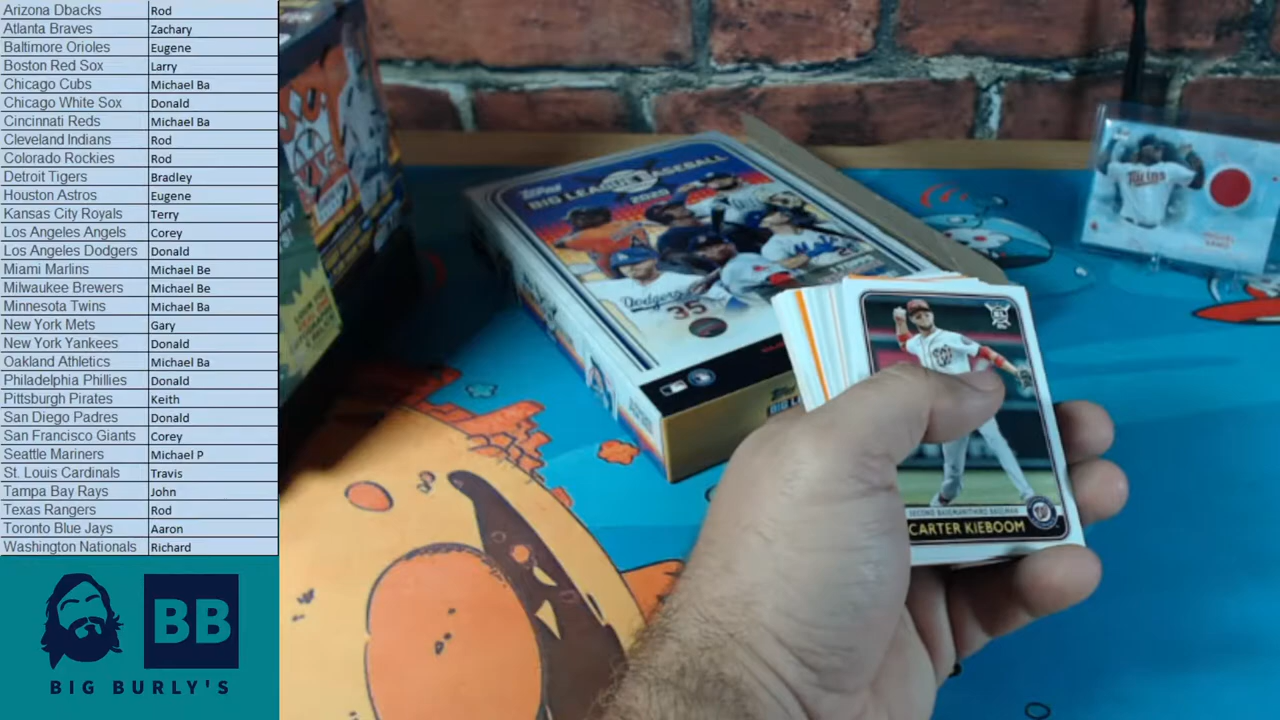 Arizona Dbacks Rod
Atlanta Braves Zachary
Baltimore Orioles Eugene
Boston Red Sox Larry
Chicago Cubs Michael Ba
Chicago White Sox Donald
Cincinnati Reds Michael Ba
Cleveland Indians Rod
Colorado Rockies Rod
Detroit Tigers Bradley
Houston Astros Eugene
Kansas City Royals Terry
Los Angeles Angels Corey
Los Angeles Dodgers Donald
Miami Marlins Michael Be
Milwaukee Brewers Michael Be
Minnesota Twins Michael Ba
New York Mets Gary
New York Yankees Donald
Oakland Athletics Michael Ba
Philadelphia Phillies Donald
Pittsburgh Pirates Keith
San Diego Padres Donald
San Francisco Giants Corey
Seattle Mariners Michael P
St. Louis Cardinals Travis
Tampa Bay Rays John
Texas Rangers Rod
Toronto Blue Jays Aaron
Washington Nationals Richard
BB
BIG BURLY'S
Topps
BIG LEAGUE BASEBALL
2020
Dodgers
35
Twins
SECOND BASEMAN/THIRD BASEMAN
CARTER KIEBOOM